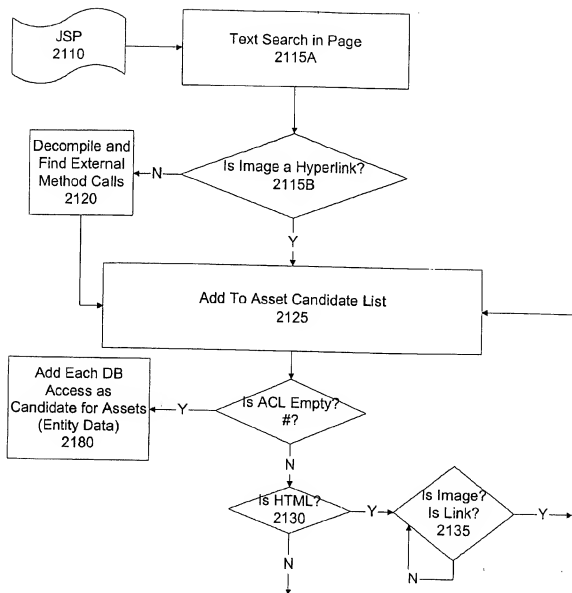 JSP
2110
Text Search in Page
2115A
Decompile and
Find External
Method Calls
2120
N
Is Image a Hyperlink?
2115B
Y
Add To Asset Candidate List
2125
Add Each DB
Access as
Candidate for Assets
(Entity Data)
2180
Y
Is ACL Empty?
#?
N
Is HTML?
2130
Y
Is Image?
Is Link?
2135
Y
N
N